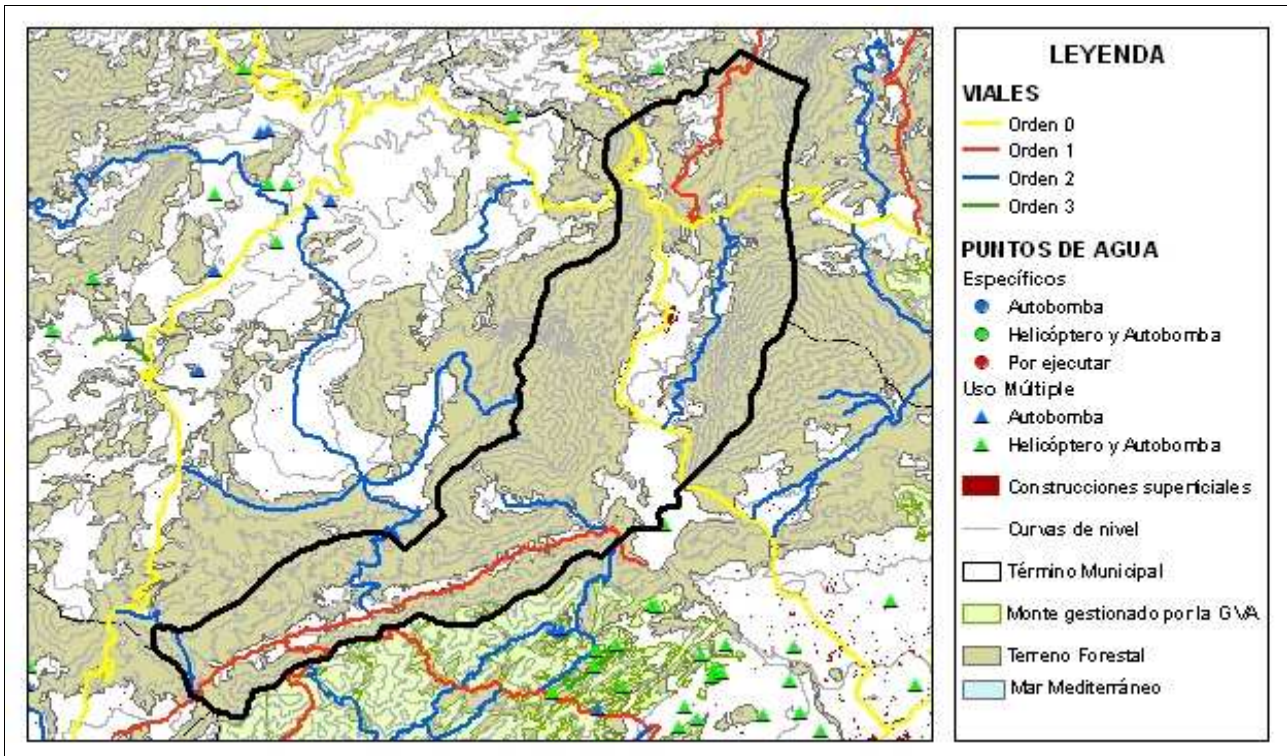 LEYENDA
VIALES
Orden 0
Orden 1
Orden 2
Orden 3
PUNTOS DE AGUA
Específicos
Autobomba
Helicóptero y Autobomba
Por ejecutar
Uso Múltiple
Autobomba
Helicóptero y Autobomba
Construcciones superficiales
Curvas de nivel
Término Municipal
Monte gestionado por la GVA
Terreno Forestal
Mar Mediterráneo